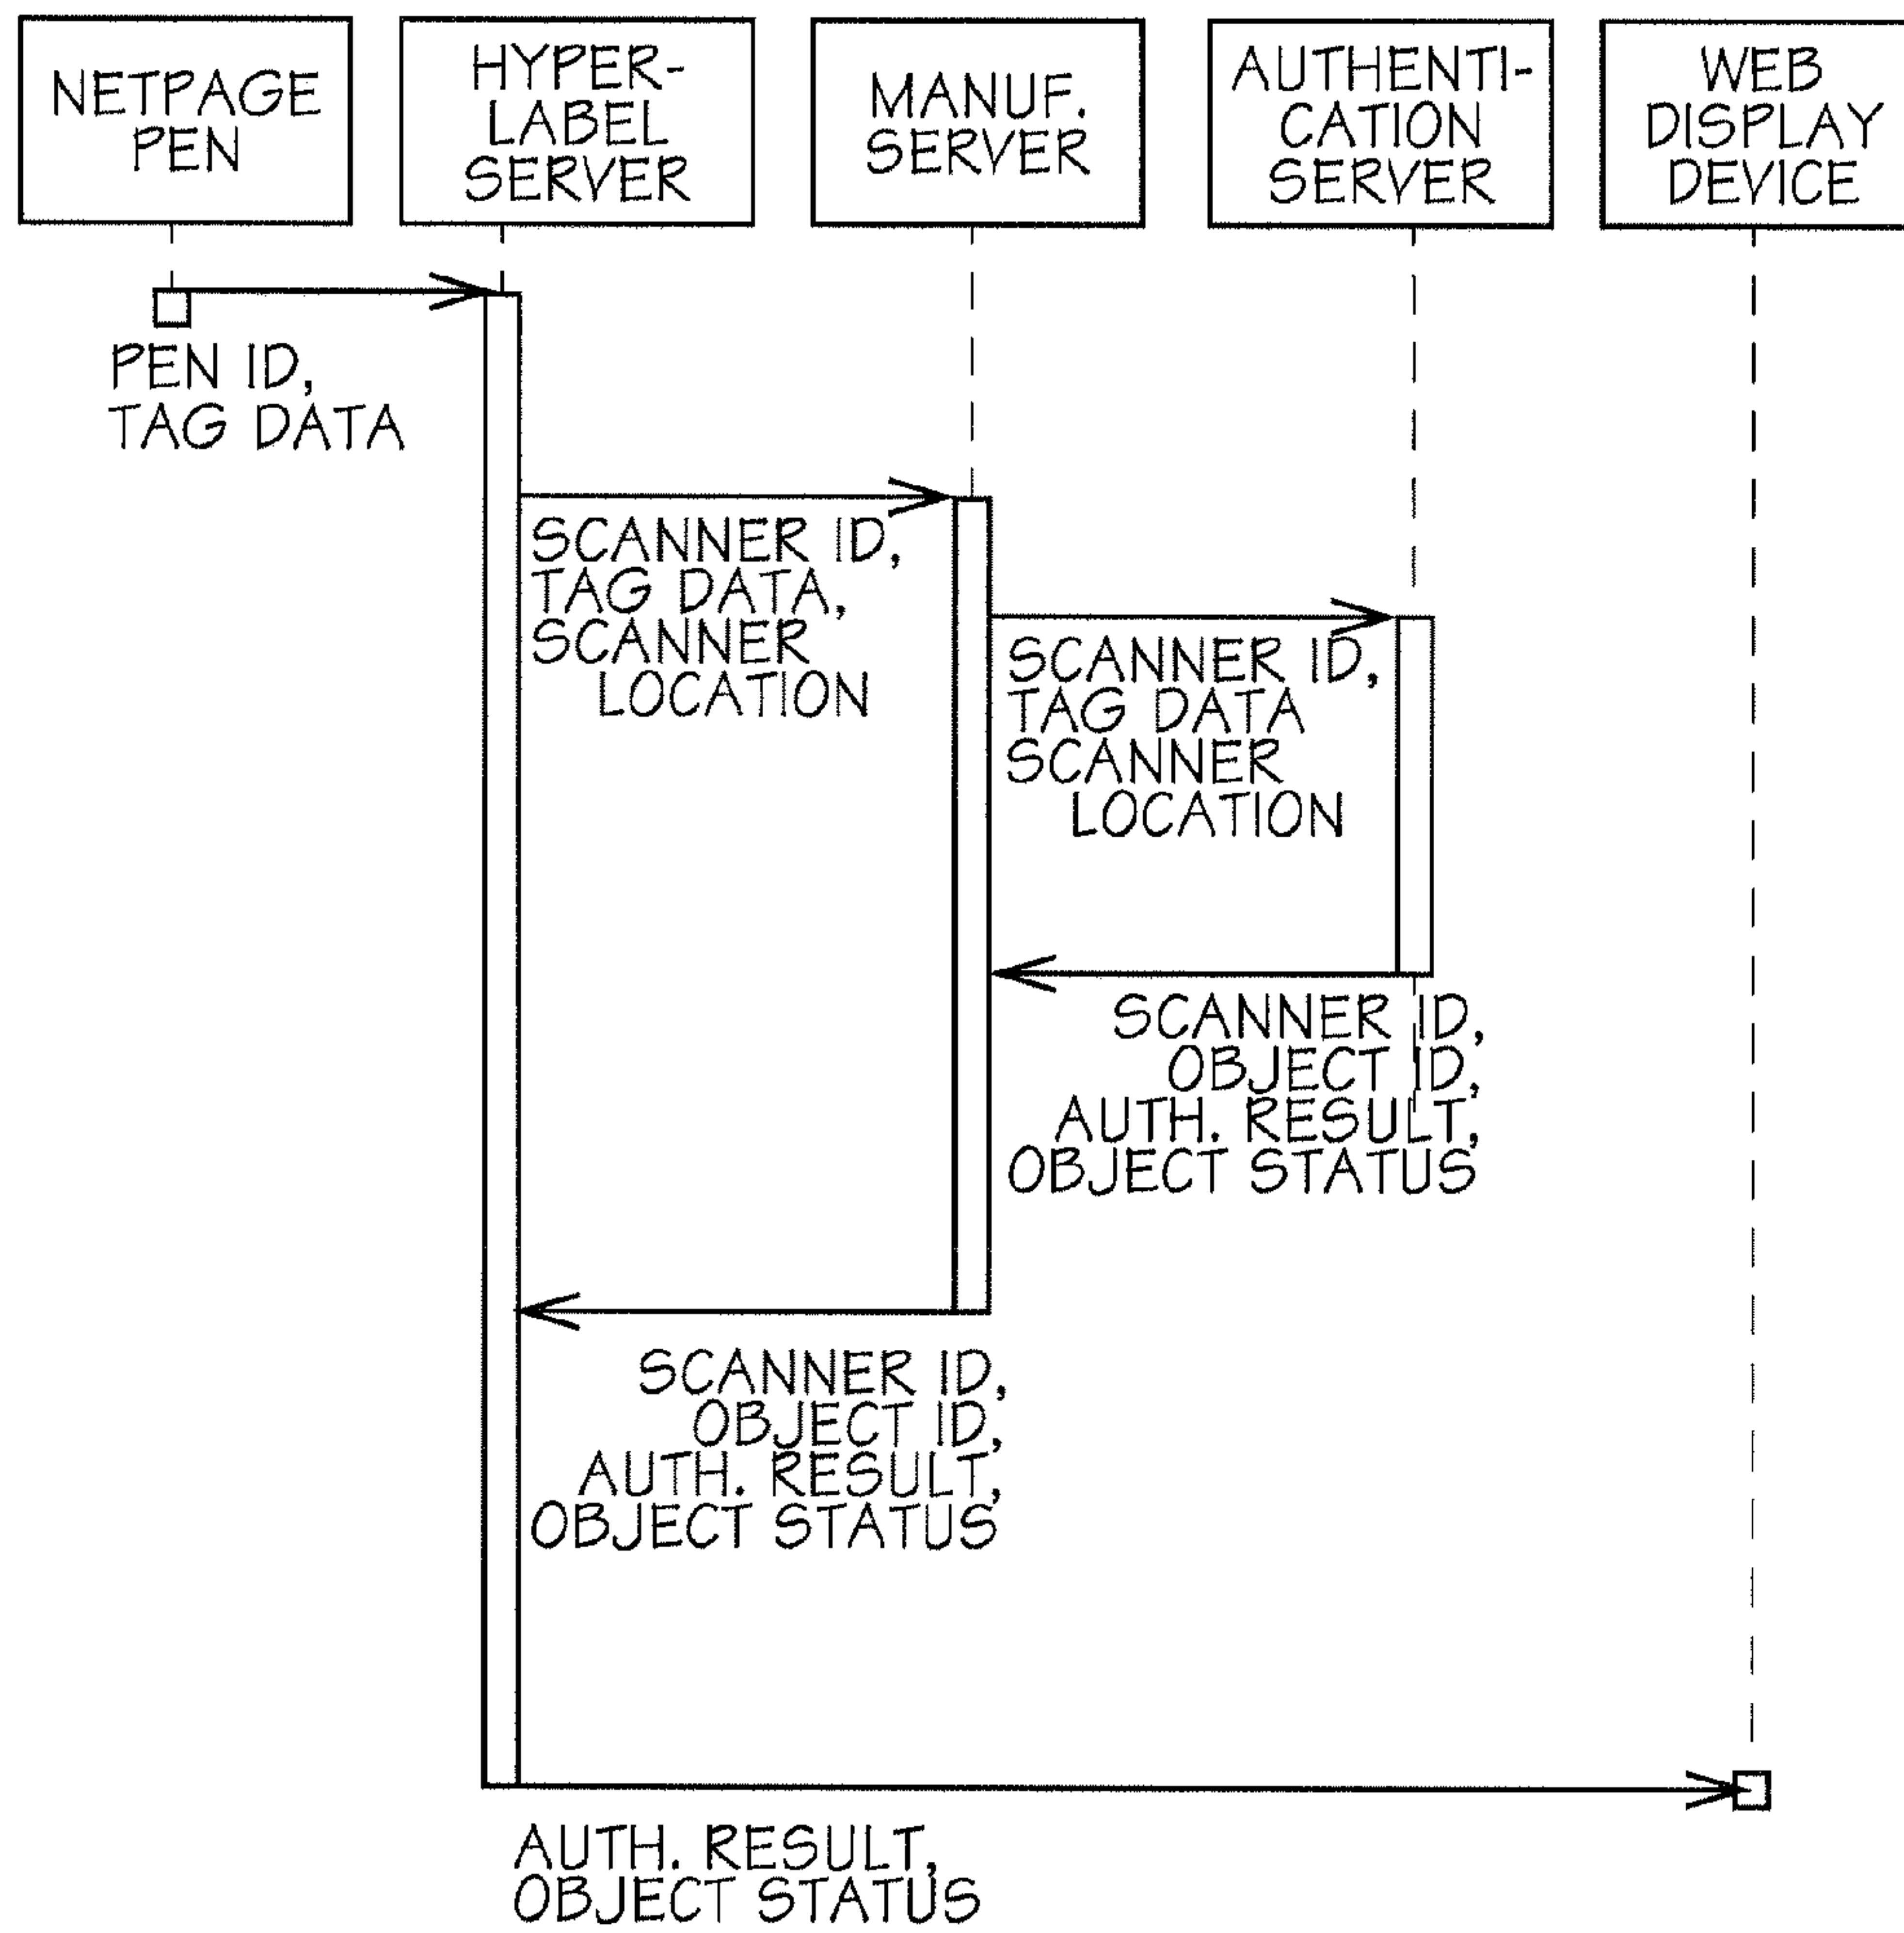 NETPAGE
PEN
HYPER-
LABEL
SERVER
MANUF.
SERVER
AUTHENTI-
CATION
SERVER
WEB
DISPLAY
DEVICE
PEN ID,
TAG DATA
SCANNER ID,
TAG DATA,
SCANNER
LOCATION
SCANNER ID,
TAG DATA
SCANNER
LOCATION
SCANNER ID,
OBJECT ID,
AUTH. RESULT,
OBJECT STATUS
SCANNER ID,
OBJECT ID,
AUTH. RESULT,
OBJECT STATUS
AUTH. RESULT,
OBJECT STATUS